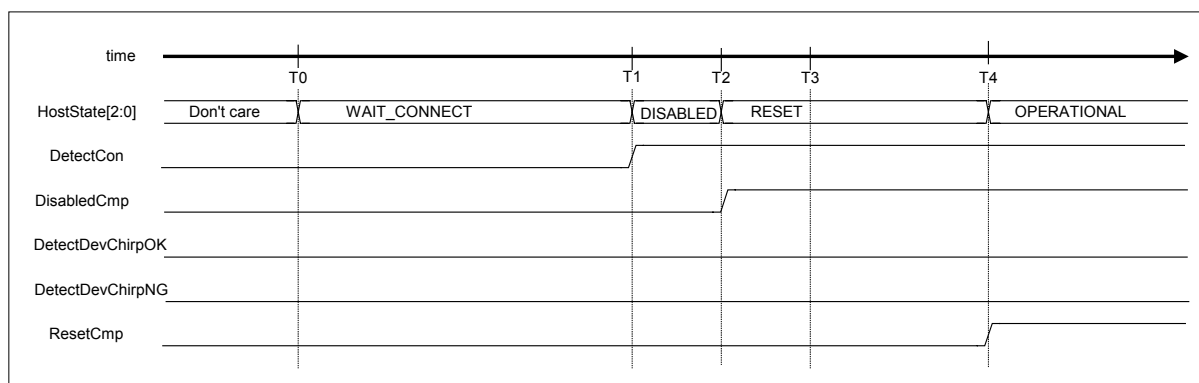 time
T0 T1 T2 T3 T4
HostState[2:0] Don't care WAIT_CONNECT DISABLED RESET OPERATIONAL
DetectCon
DisabledCmp
DetectDevChirpOK
DetectDevChirpNG
ResetCmp